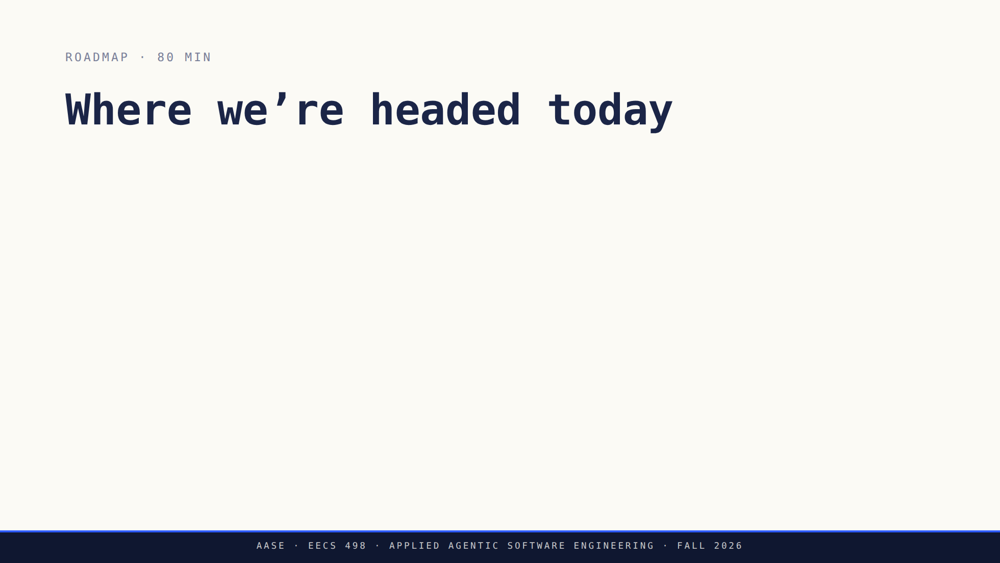 ROADMAP · 80 MIN
Where we’re headed today
AASE · EECS 498 · APPLIED AGENTIC SOFTWARE ENGINEERING · FALL 2026